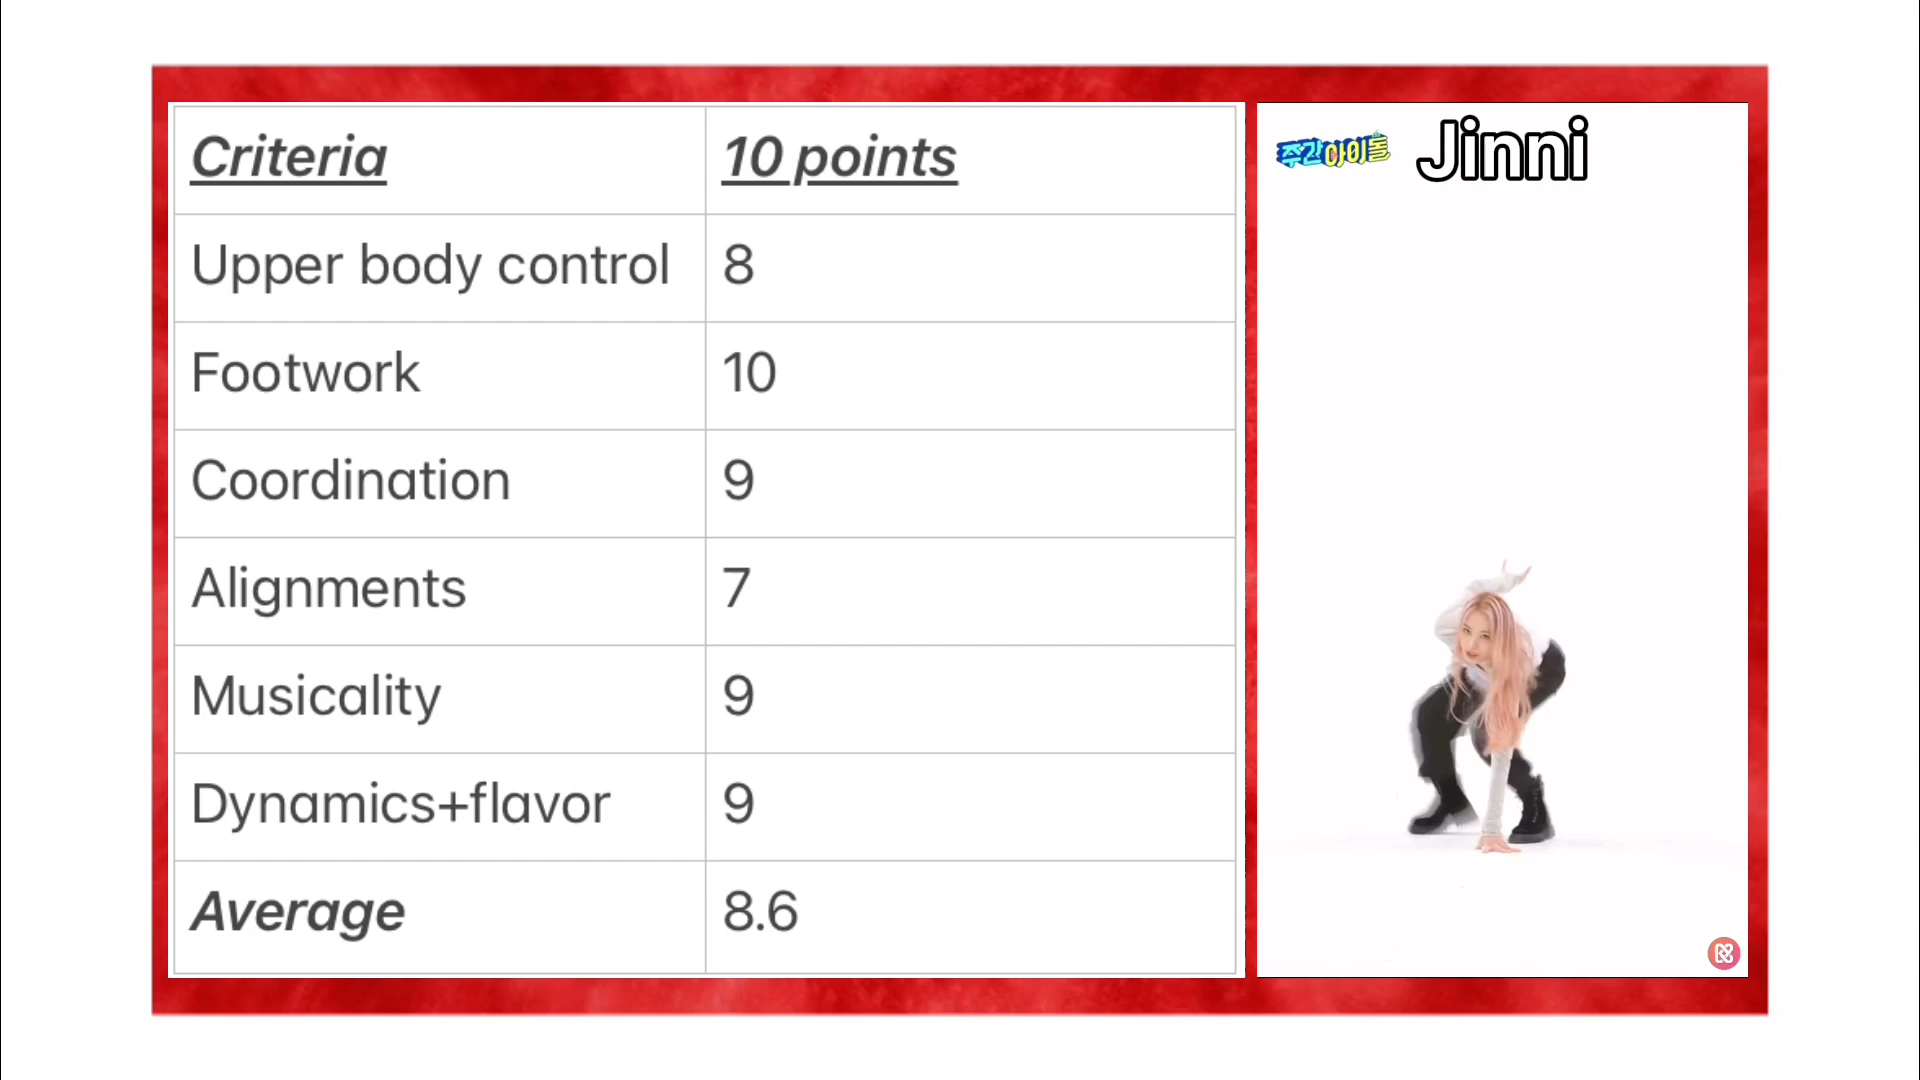 Criteria 10 points
Upper body control 8
Footwork 10
Coordination 9
Alignments 7
Musicality 9
Dynamics+flavor 9
Average 8.6
주간아이돌 Jinni